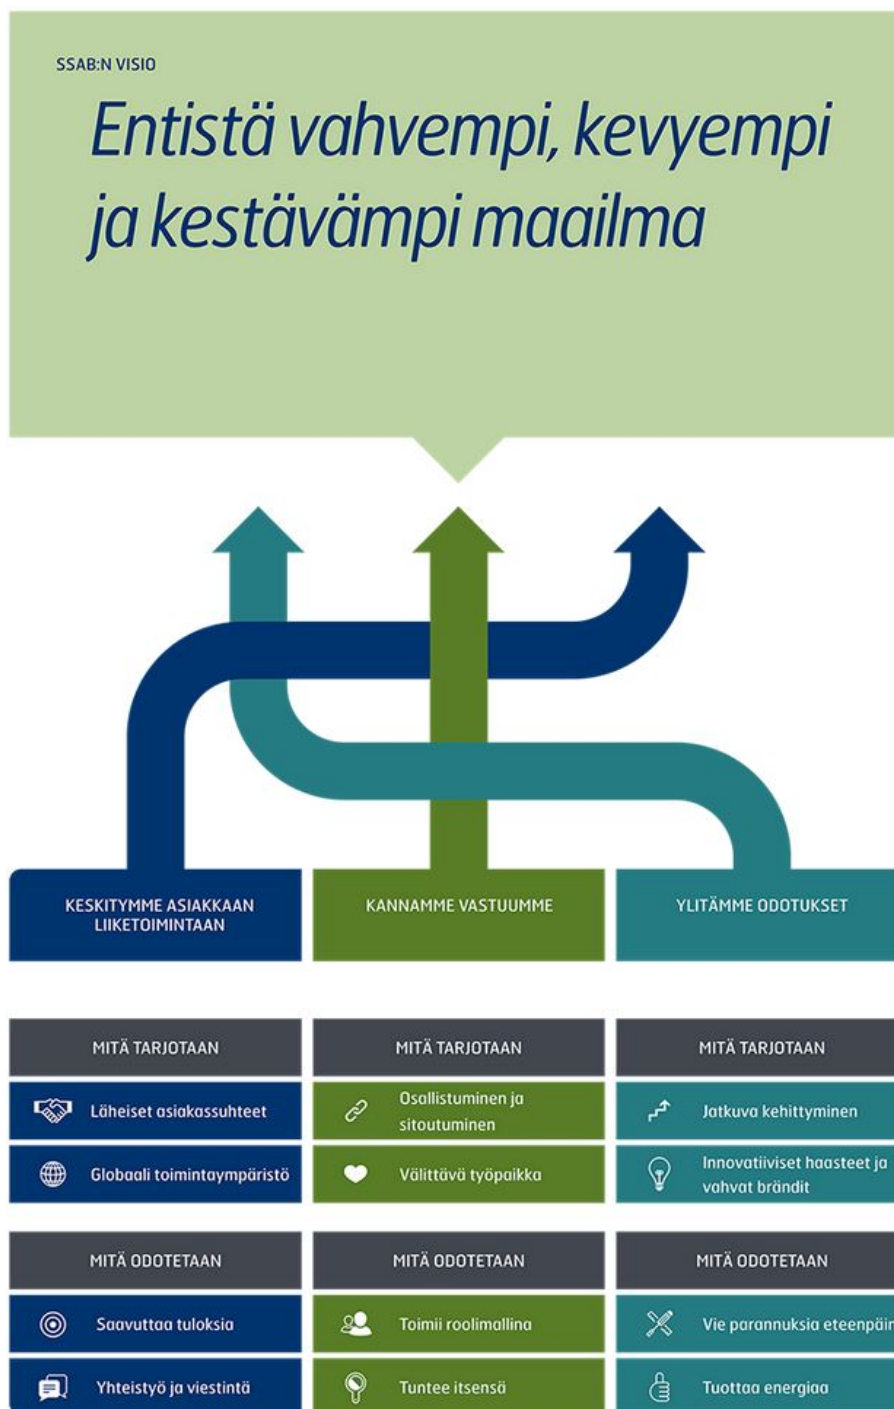 SSAB:N VISIO
Entistä vahvempi, kevyempi
ja kestävämpi maailma
KESKITYMME ASIAKKAAN
LIIKETOIMINTAAN
KANNAMME VASTUUMME
YLITÄMME ODOTUKSET
MITÄ TARJOTAAN
MITÄ TARJOTAAN
MITÄ TARJOTAAN
Läheiset asiakassuhteet
Osallistuminen ja
sitoutuminen
Jatkuva kehittyminen
Globaali toimintaympäristö
Välittävä työpaikka
Innovatiiviset haasteet ja
vahvat brändit
MITÄ ODOTETAAN
MITÄ ODOTETAAN
MITÄ ODOTETAAN
Saavuttaa tuloksia
Toimii roolimallina
Vie parannuksia eteenpäin
Yhteistyö ja viestintä
Tuntee itsensä
Tuottaa energiaa